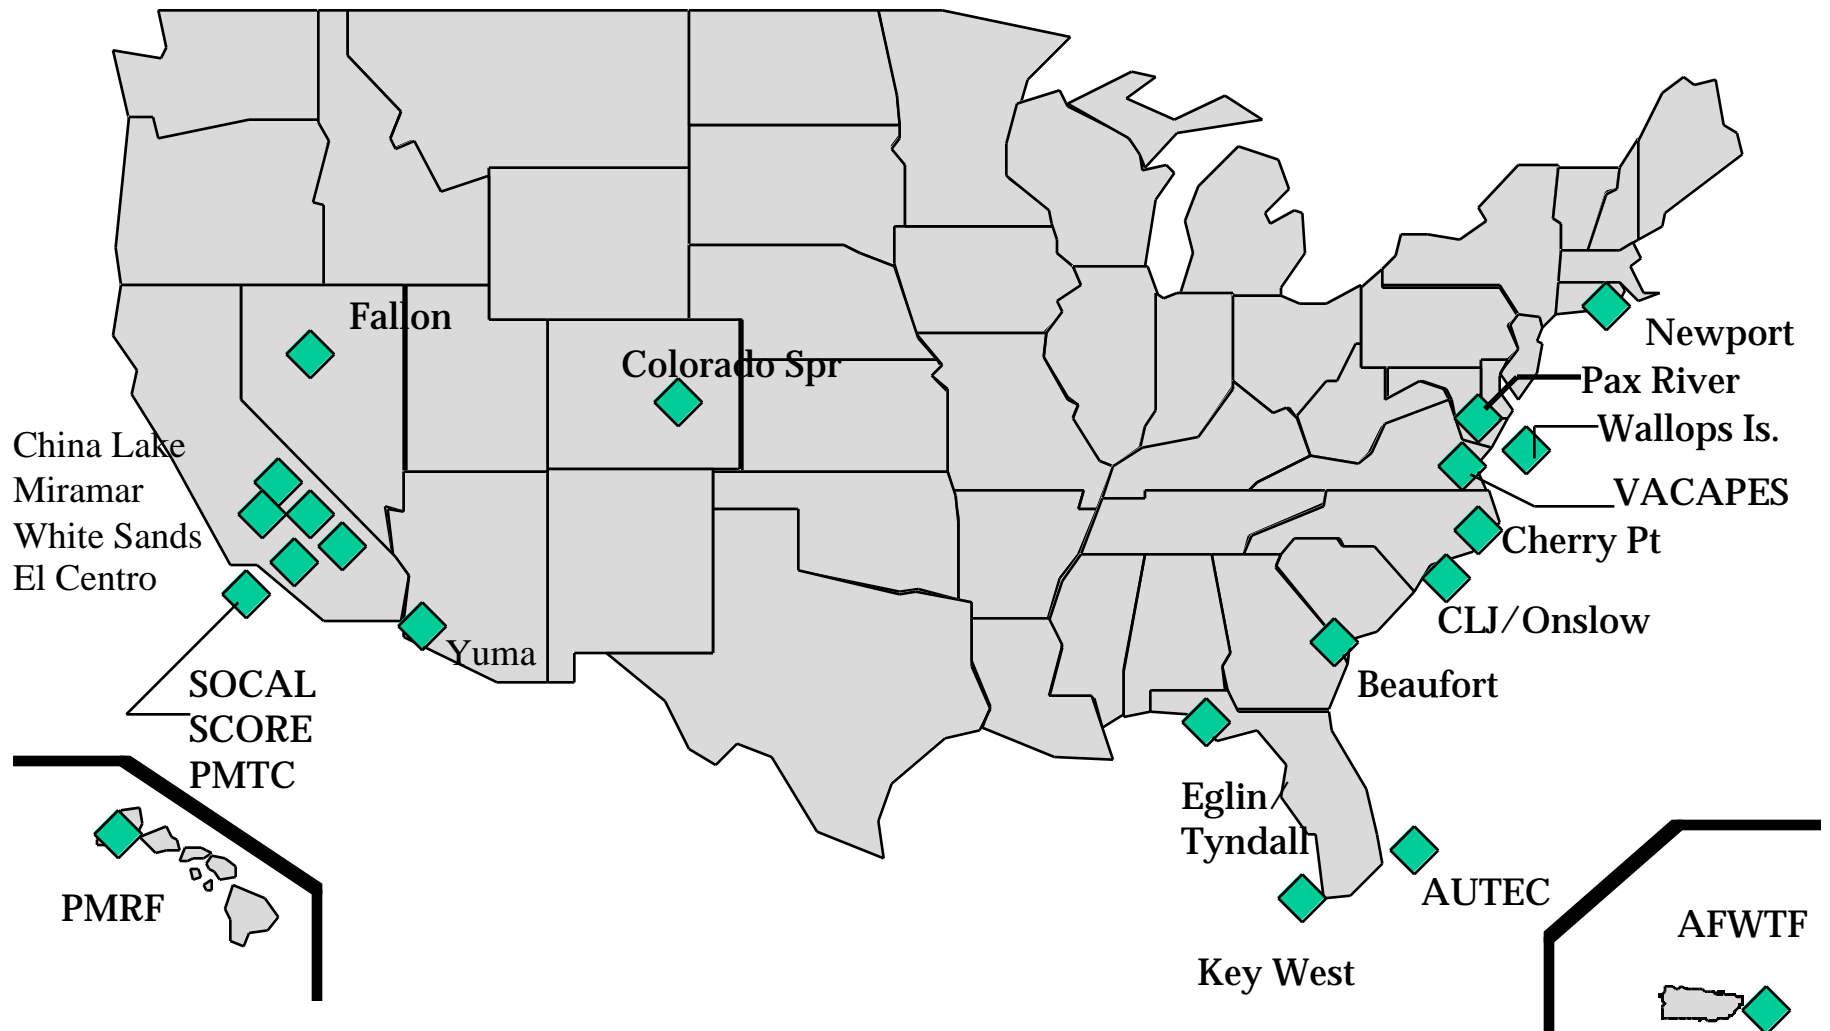 Fallon
Colorado Spr
Newport
Pax River
Wallops Is.
VACAPES
Cherry Pt
CLJ/Onslow
Beaufort
China Lake
Miramar
White Sands
El Centro
Yuma
SOCAL
SCORE
PMTC
PMRF
Eglin/
Tyndall
AUTEC
Key West
AFWTF